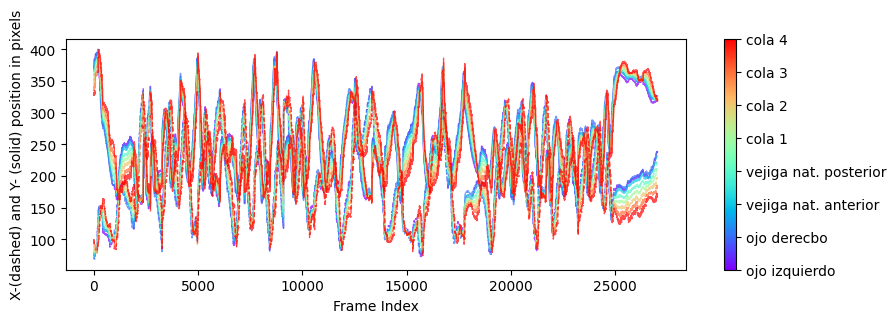 X-(dashed) and Y- (solid) position in pixels
400
350
300
250
200
150
100
0
5000
10000
15000
20000
25000
Frame Index
cola 4
cola 3
cola 2
cola 1
vejiga nat. posterior
vejiga nat. anterior
ojo derecbo
ojo izquierdo